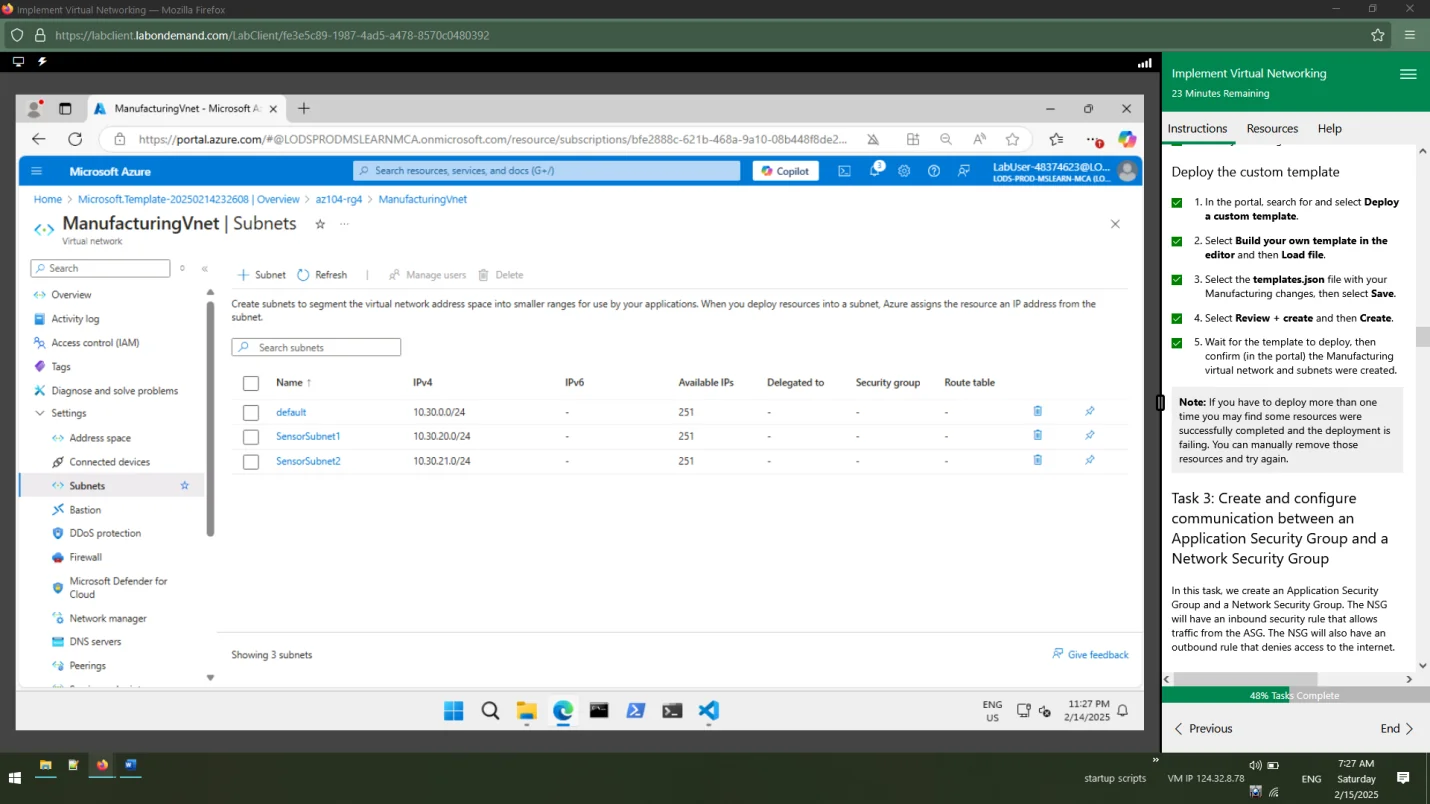 Implement Virtual Networking — Mozilla Firefox
https://labclient.labondemand.com/LabClient/fe3e5c89-1987-4ad5-a478-8570c0480392
ManufacturingVnet - Microsoft A:
https://portal.azure.com/#@LODSPRODMSLEARNMCA.onmicrosoft.com/resource/subscriptions/bfe2888c-621b-468a-9a10-08b448f8de2...
Microsoft Azure
Search resources, services, and docs (G+/)
Copilot
3
LabUser-48374623@LO...
LODS-PROD-MSLEARN-MCA (LO...
Home > Microsoft.Template-20250214232608 | Overview > az104-rg4 > ManufacturingVnet
ManufacturingVnet | Subnets
Virtual network
Search
Overview
Activity log
Access control (IAM)
Tags
Diagnose and solve problems
Settings
Address space
Connected devices
Subnets
Bastion
DDoS protection
Firewall
Microsoft Defender for
Cloud
Network manager
DNS servers
Peerings
+ Subnet Refresh | Manage users Delete
Create subnets to segment the virtual network address space into smaller ranges for use by your applications. When you deploy resources into a subnet, Azure assigns the resource an IP address from the
subnet.
Search subnets
Name ↑ IPv4 IPv6 Available IPs Delegated to Security group Route table
default 10.30.0.0/24 - 251 - - -
SensorSubnet1 10.30.20.0/24 - 251 - - -
SensorSubnet2 10.30.21.0/24 - 251 - - -
Showing 3 subnets
Give feedback
ENG
US
11:27 PM
2/14/2025
Implement Virtual Networking
23 Minutes Remaining
Instructions Resources Help
Deploy the custom template
1. In the portal, search for and select Deploy
a custom template.
2. Select Build your own template in the
editor and then Load file.
3. Select the templates.json file with your
Manufacturing changes, then select Save.
4. Select Review + create and then Create.
5. Wait for the template to deploy, then
confirm (in the portal) the Manufacturing
virtual network and subnets were created.
Note: If you have to deploy more than one
time you may find some resources were
successfully completed and the deployment is
failing. You can manually remove those
resources and try again.
Task 3: Create and configure
communication between an
Application Security Group and a
Network Security Group
In this task, we create an Application Security
Group and a Network Security Group. The NSG
will have an inbound security rule that allows
traffic from the ASG. The NSG will also have an
outbound rule that denies access to the internet.
48% Tasks Complete
Previous End
startup scripts
VM IP 124.32.8.78
ENG
7:27 AM
Saturday
2/15/2025